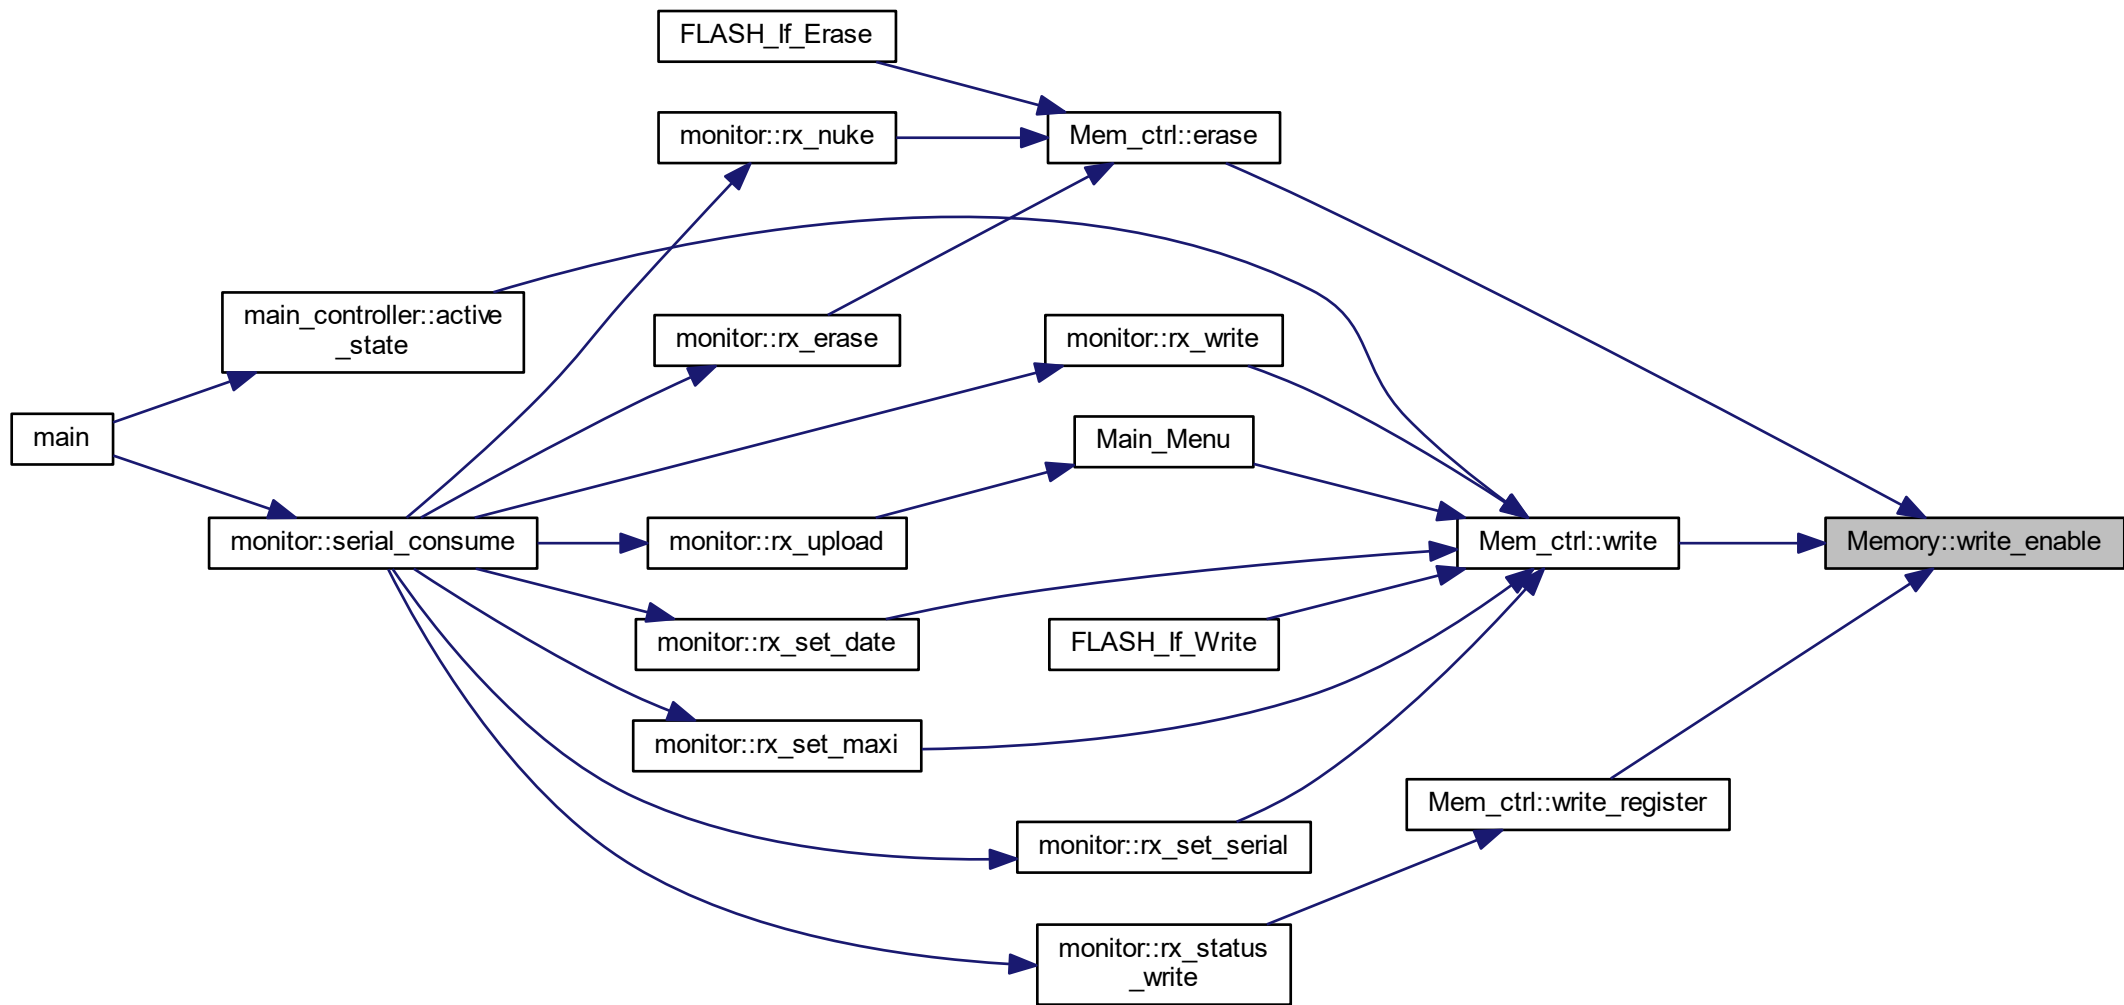 FLASH_If_Erase
monitor::rx_nuke
Mem_ctrl::erase
main_controller::active
_state
monitor::rx_erase
monitor::rx_write
main
Main_Menu
monitor::serial_consume
monitor::rx_upload
Mem_ctrl::write
Memory::write_enable
monitor::rx_set_date
FLASH_If_Write
monitor::rx_set_maxi
Mem_ctrl::write_register
monitor::rx_set_serial
monitor::rx_status
_write